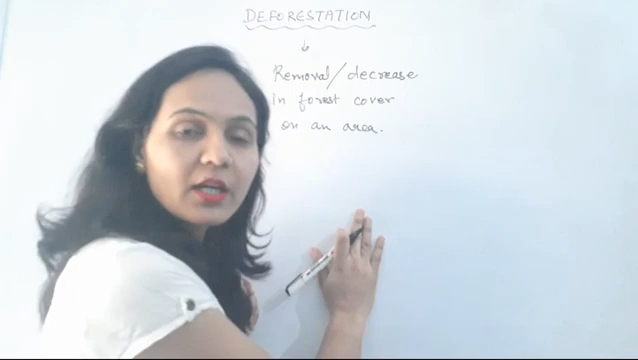 DEFORESTATION
↓
Removal/decrease
in forest cover
on an area.